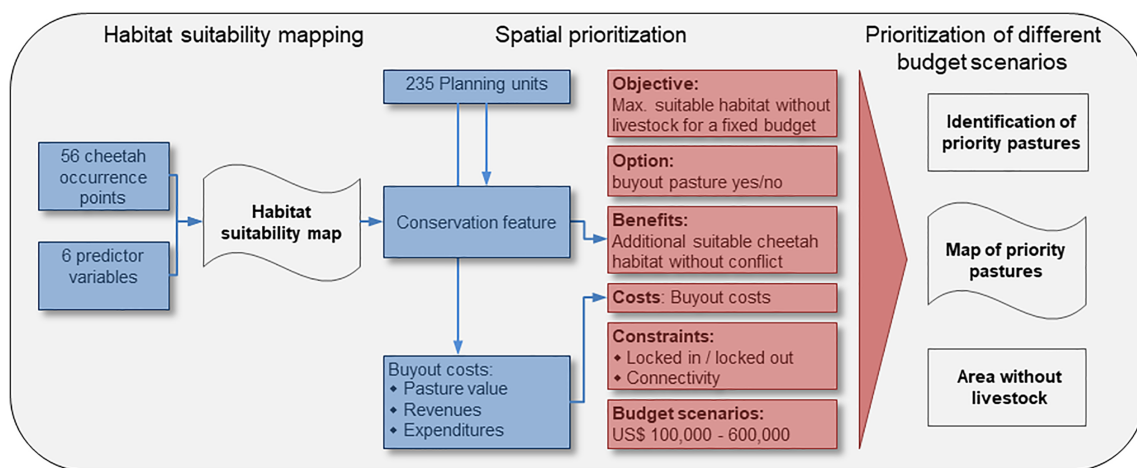 Habitat suitability mapping
56 cheetah
occurrence
points
6 predictor
variables
Habitat
suitability map
Spatial prioritization
235 Planning units
Conservation feature
Buyout costs:
◆ Pasture value
◆ Revenues
◆ Expenditures
Objective:
Max. suitable habitat without
livestock for a fixed budget
Option:
buyout pasture yes/no
Benefits:
Additional suitable cheetah
habitat without conflict
Costs: Buyout costs
Constraints:
◆ Locked in / locked out
◆ Connectivity
Budget scenarios:
US$ 100,000 - 600,000
Prioritization of different
budget scenarios
Identification of
priority pastures
Map of priority
pastures
Area without
livestock